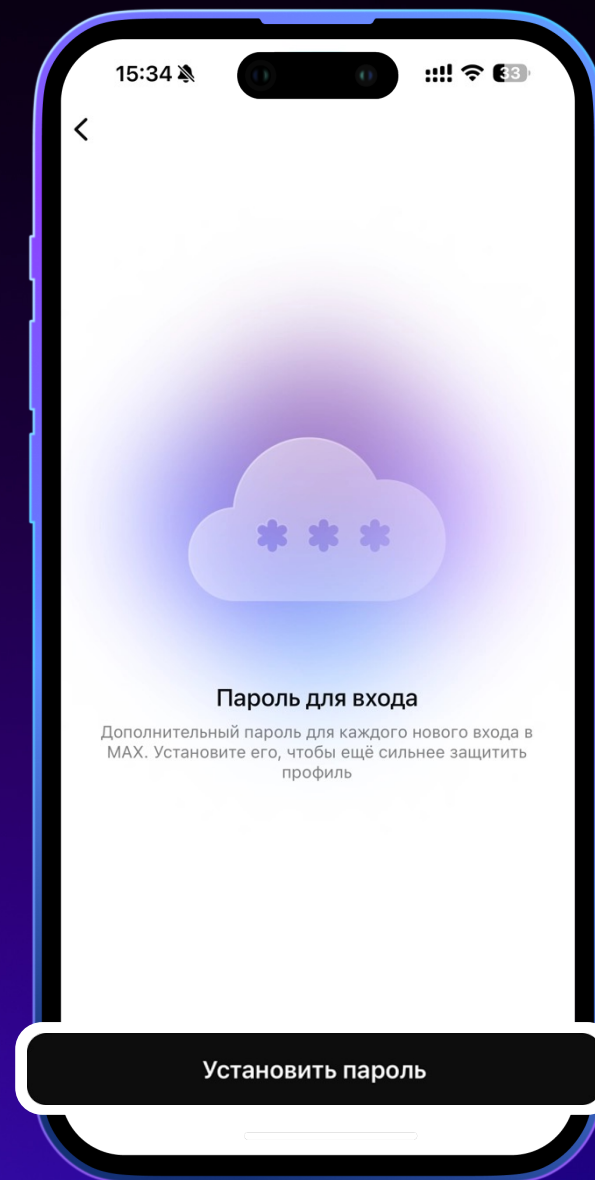 15:34
33
Пароль для входа
Дополнительный пароль для каждого нового входа в
MAX. Установите его, чтобы ещё сильнее защитить
профиль
Установить пароль